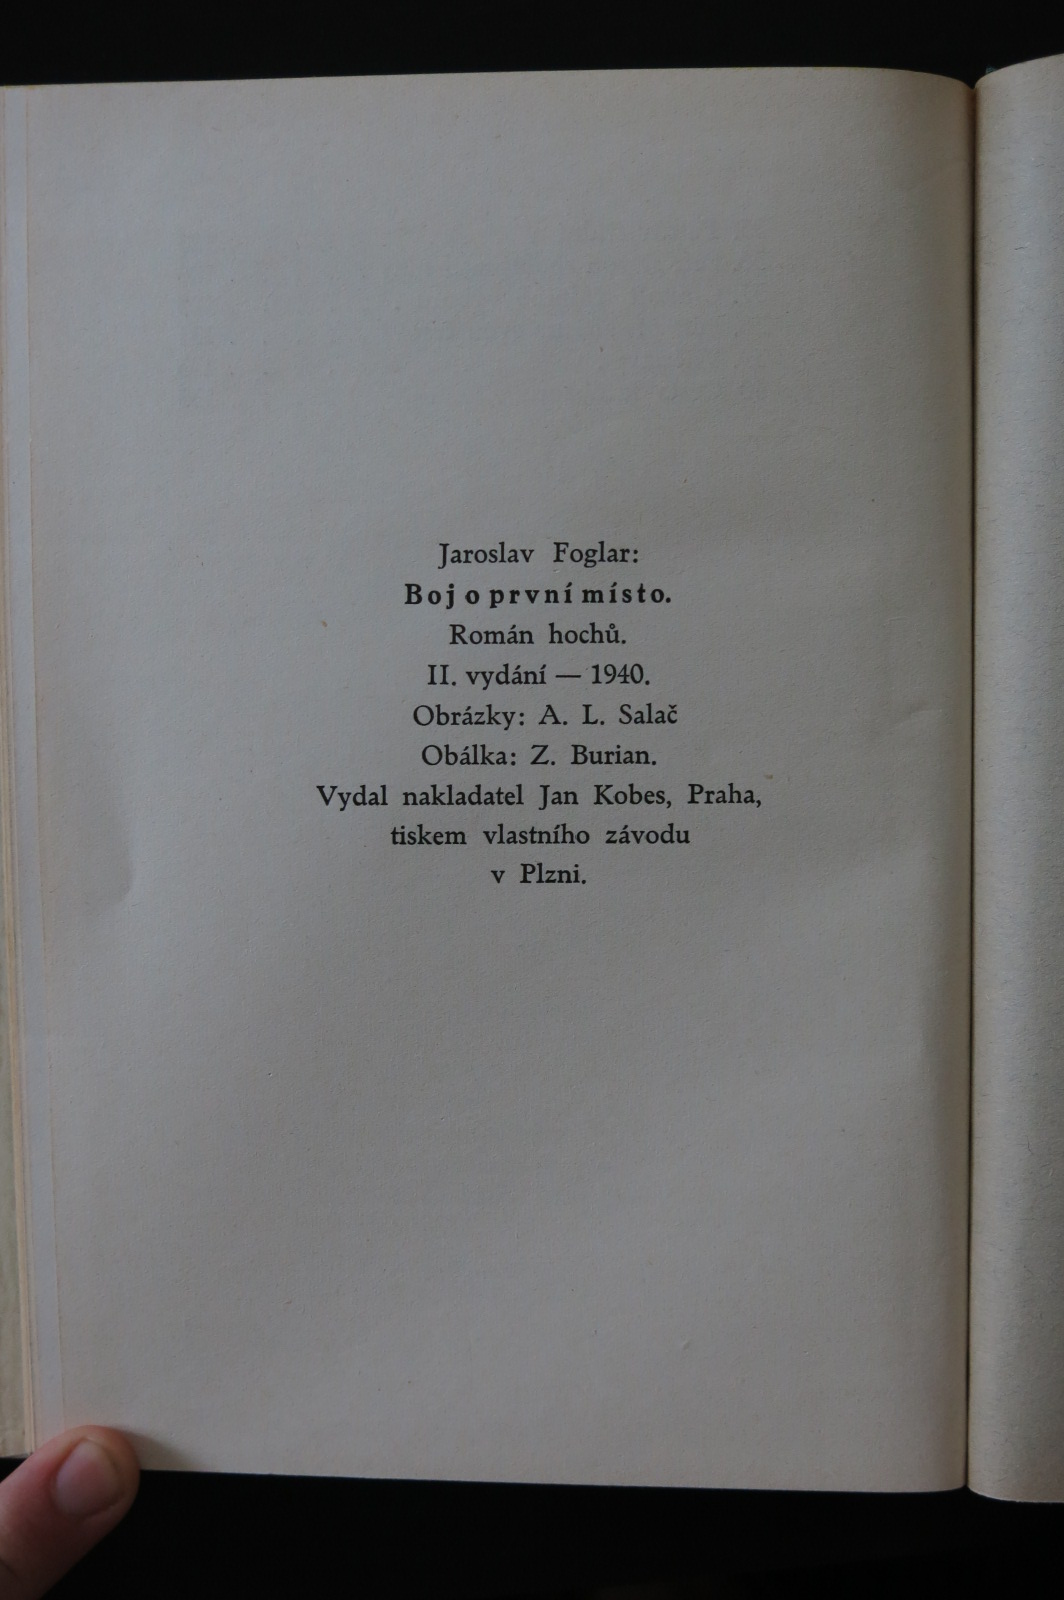 Jaroslav Foglar:
Boj o první místo.
Román hochů.
II. vydání — 1940.
Obrázky: A. L. Salač
Obálka: Z. Burian.
Vydal nakladatel Jan Kobes, Praha,
tiskem vlastního závodu
v Plzni.